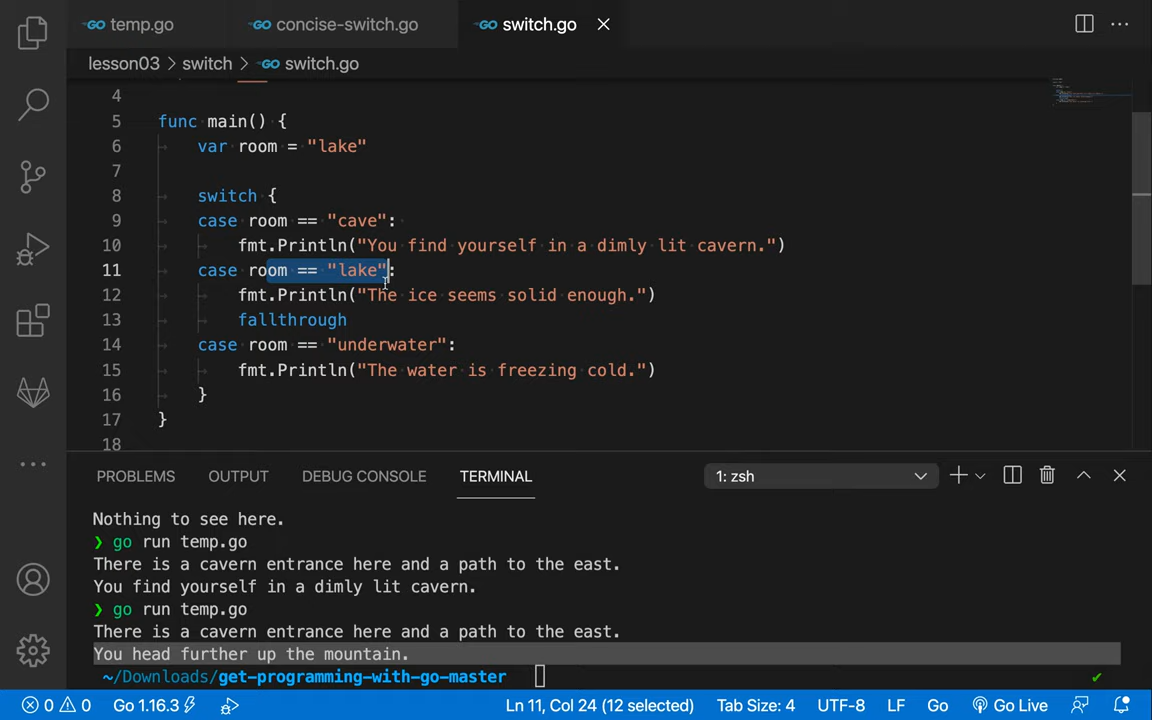 temp.go concise-switch.go switch.go
lesson03 > switch > switch.go
4
5 func main() {
6 var room = "lake"
7
8 switch {
9 case room == "cave":
10 fmt.Println("You find yourself in a dimly lit cavern.")
11 case room == "lake":
12 fmt.Println("The ice seems solid enough.")
13 fallthrough
14 case room == "underwater":
15 fmt.Println("The water is freezing cold.")
16 }
17 }
18
PROBLEMS OUTPUT DEBUG CONSOLE TERMINAL 1: zsh
Nothing to see here.
❯ go run temp.go
There is a cavern entrance here and a path to the east.
You find yourself in a dimly lit cavern.
❯ go run temp.go
There is a cavern entrance here and a path to the east.
You head further up the mountain.
~/Downloads/get-programming-with-go-master
0 0 Go 1.16.3 Ln 11, Col 24 (12 selected) Tab Size: 4 UTF-8 LF Go Go Live